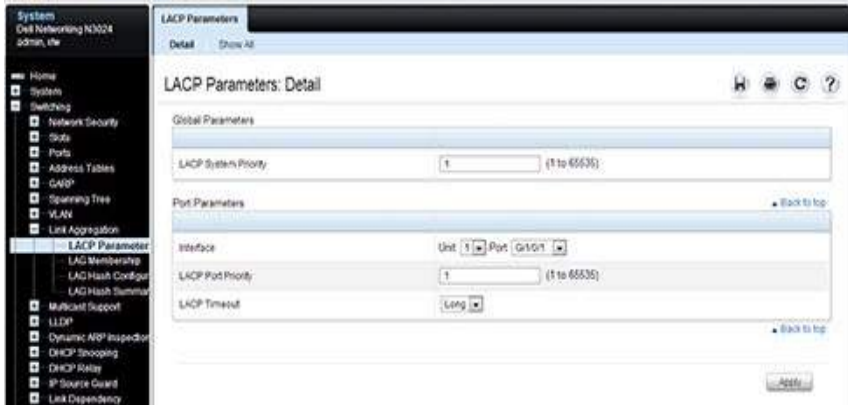 System
Dell Networking N3024
admin, r/w
Home
System
Switching
Network Security
Slots
Ports
Address Tables
GARP
Spanning Tree
VLAN
Link Aggregation
LACP Parameter
LAG Membership
LAG Hash Configur
LAG Hash Summar
Multicast Support
LLDP
Dynamic ARP Inspection
DHCP Snooping
DHCP Relay
IP Source Guard
Link Dependency
LACP Parameters
Detail Show All
LACP Parameters: Detail
Global Parameters
LACP System Priority 1 (1 to 65535)
Port Parameters Back to top
Interface Unit 1 Port Gi1/0/1
LACP Port Priority 1 (1 to 65535)
LACP Timeout Long
Back to top
Apply